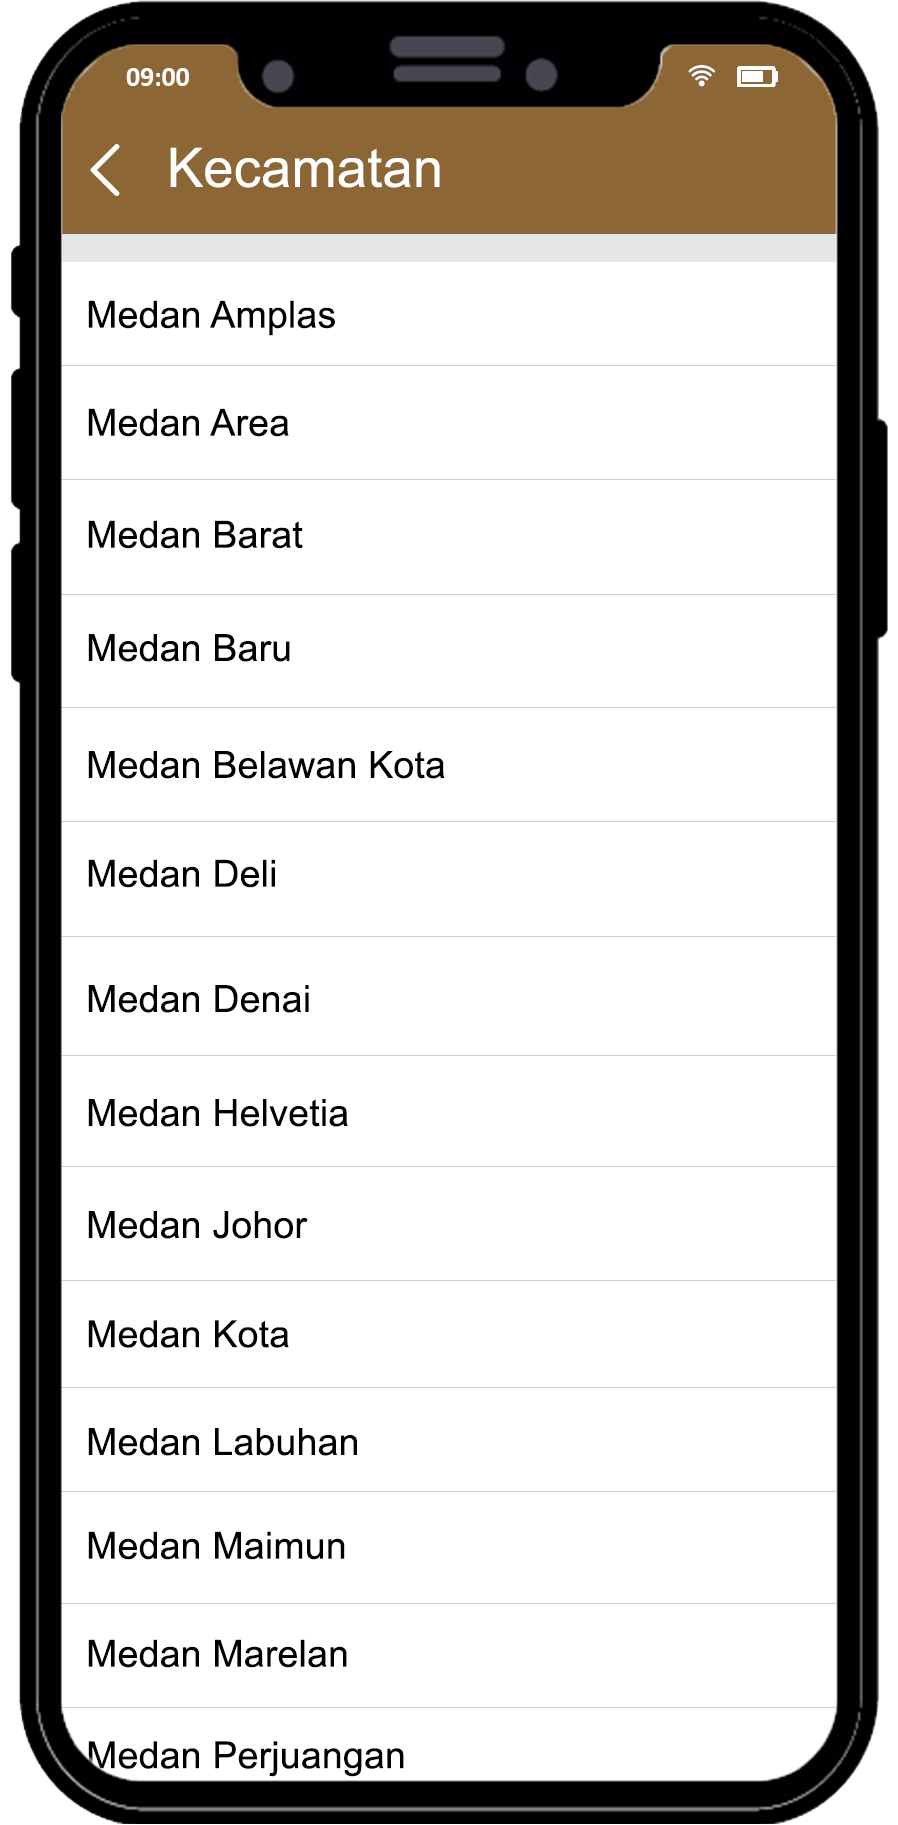 09:00
Kecamatan
Medan Amplas
Medan Area
Medan Barat
Medan Baru
Medan Belawan Kota
Medan Deli
Medan Denai
Medan Helvetia
Medan Johor
Medan Kota
Medan Labuhan
Medan Maimun
Medan Marelan
Medan Perjuangan